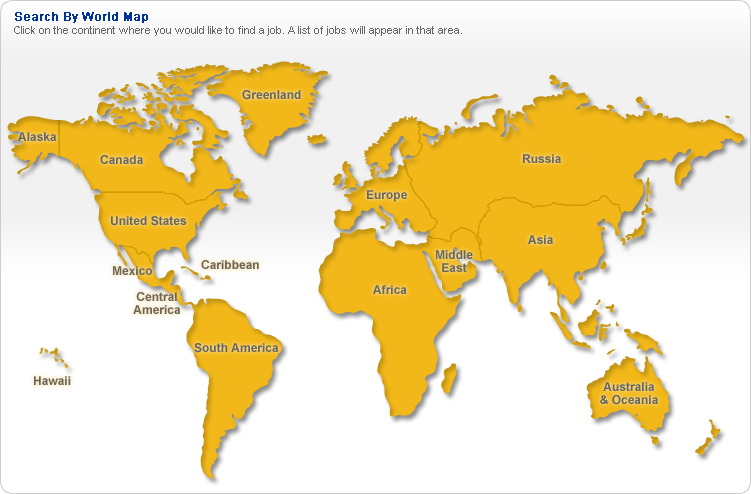 Search By World Map
Click on the continent where you would like to find a job. A list of jobs will appear in that area.
Greenland
Alaska
Canada
Russia
Europe
United States
Asia
Middle
East
Caribbean
Mexico
Africa
Central
America
South America
Hawaii
Australia
& Oceania